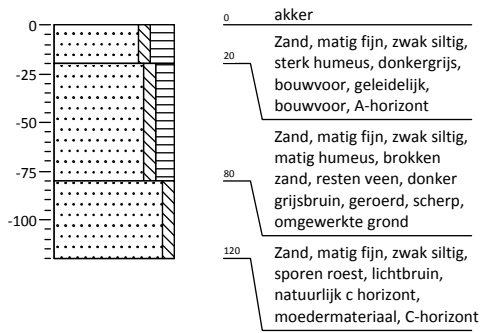 0
-25
-50
-75
-100
0 akker
20 Zand, matig fijn, zwak siltig,
sterk humeus, donkergrijs,
bouwvoor, geleidelijk,
bouwvoor, A-horizont
Zand, matig fijn, zwak siltig,
matig humeus, brokken
80 zand, resten veen, donker
grijsbruin, geroerd, scherp,
omgewerkte grond
120 Zand, matig fijn, zwak siltig,
sporen roest, lichtbruin,
natuurlijk c horizont,
moedermateriaal, C-horizont